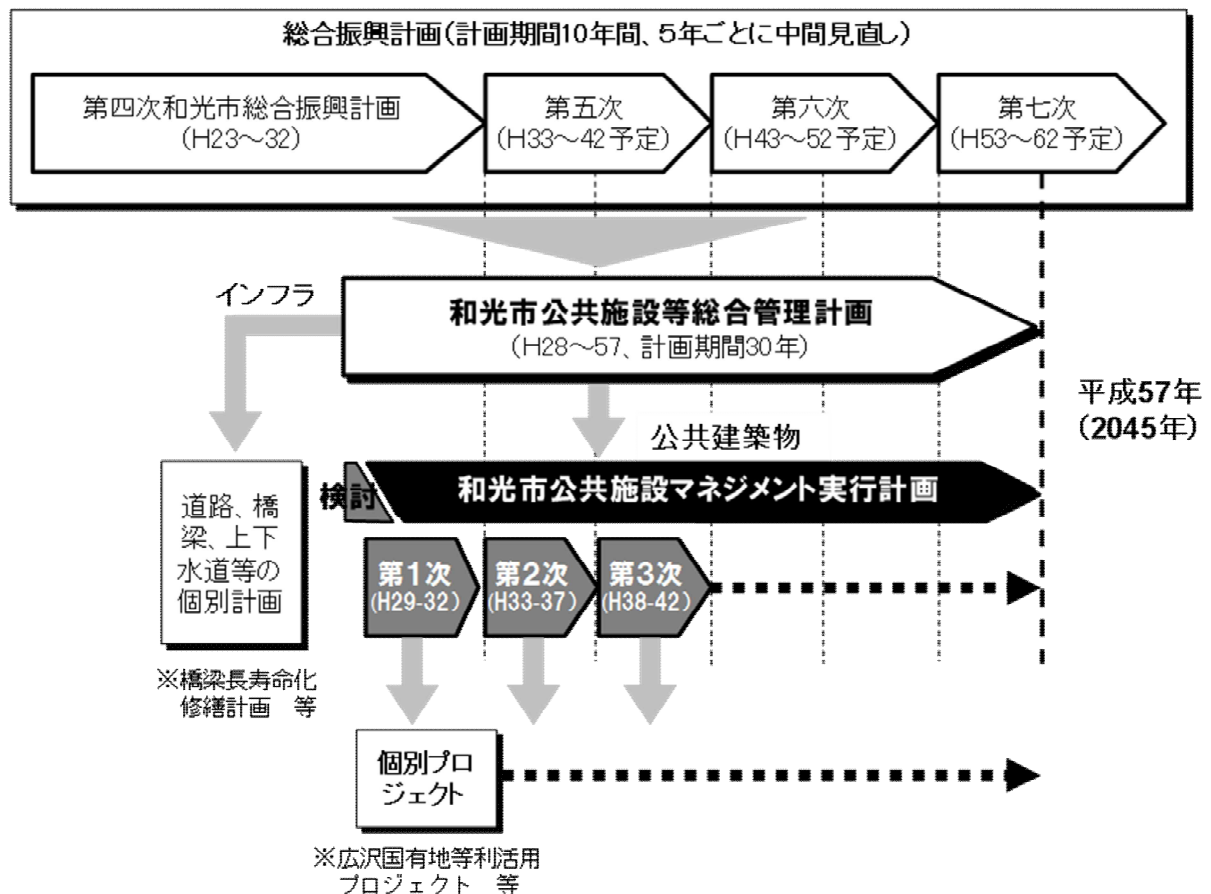 総合振興計画(計画期間10年間、5年ごとに中間見直し)
第四次和光市総合振興計画
(H23～32)
第五次
(H33～42予定)
第六次
(H43～52予定)
第七次
(H53～62予定)
インフラ
和光市公共施設等総合管理計画
(H28～57、計画期間30年)
平成57年
(2045年)
公共建築物
検討
和光市公共施設マネジメント実行計画
道路、橋
梁、上下
水道等の
個別計画
第1次
(H29-32)
第2次
(H33-37)
第3次
(H38-42)
※橋梁長寿命化
修繕計画 等
個別プロ
ジェクト
※広沢国有地等利活用
プロジェクト 等